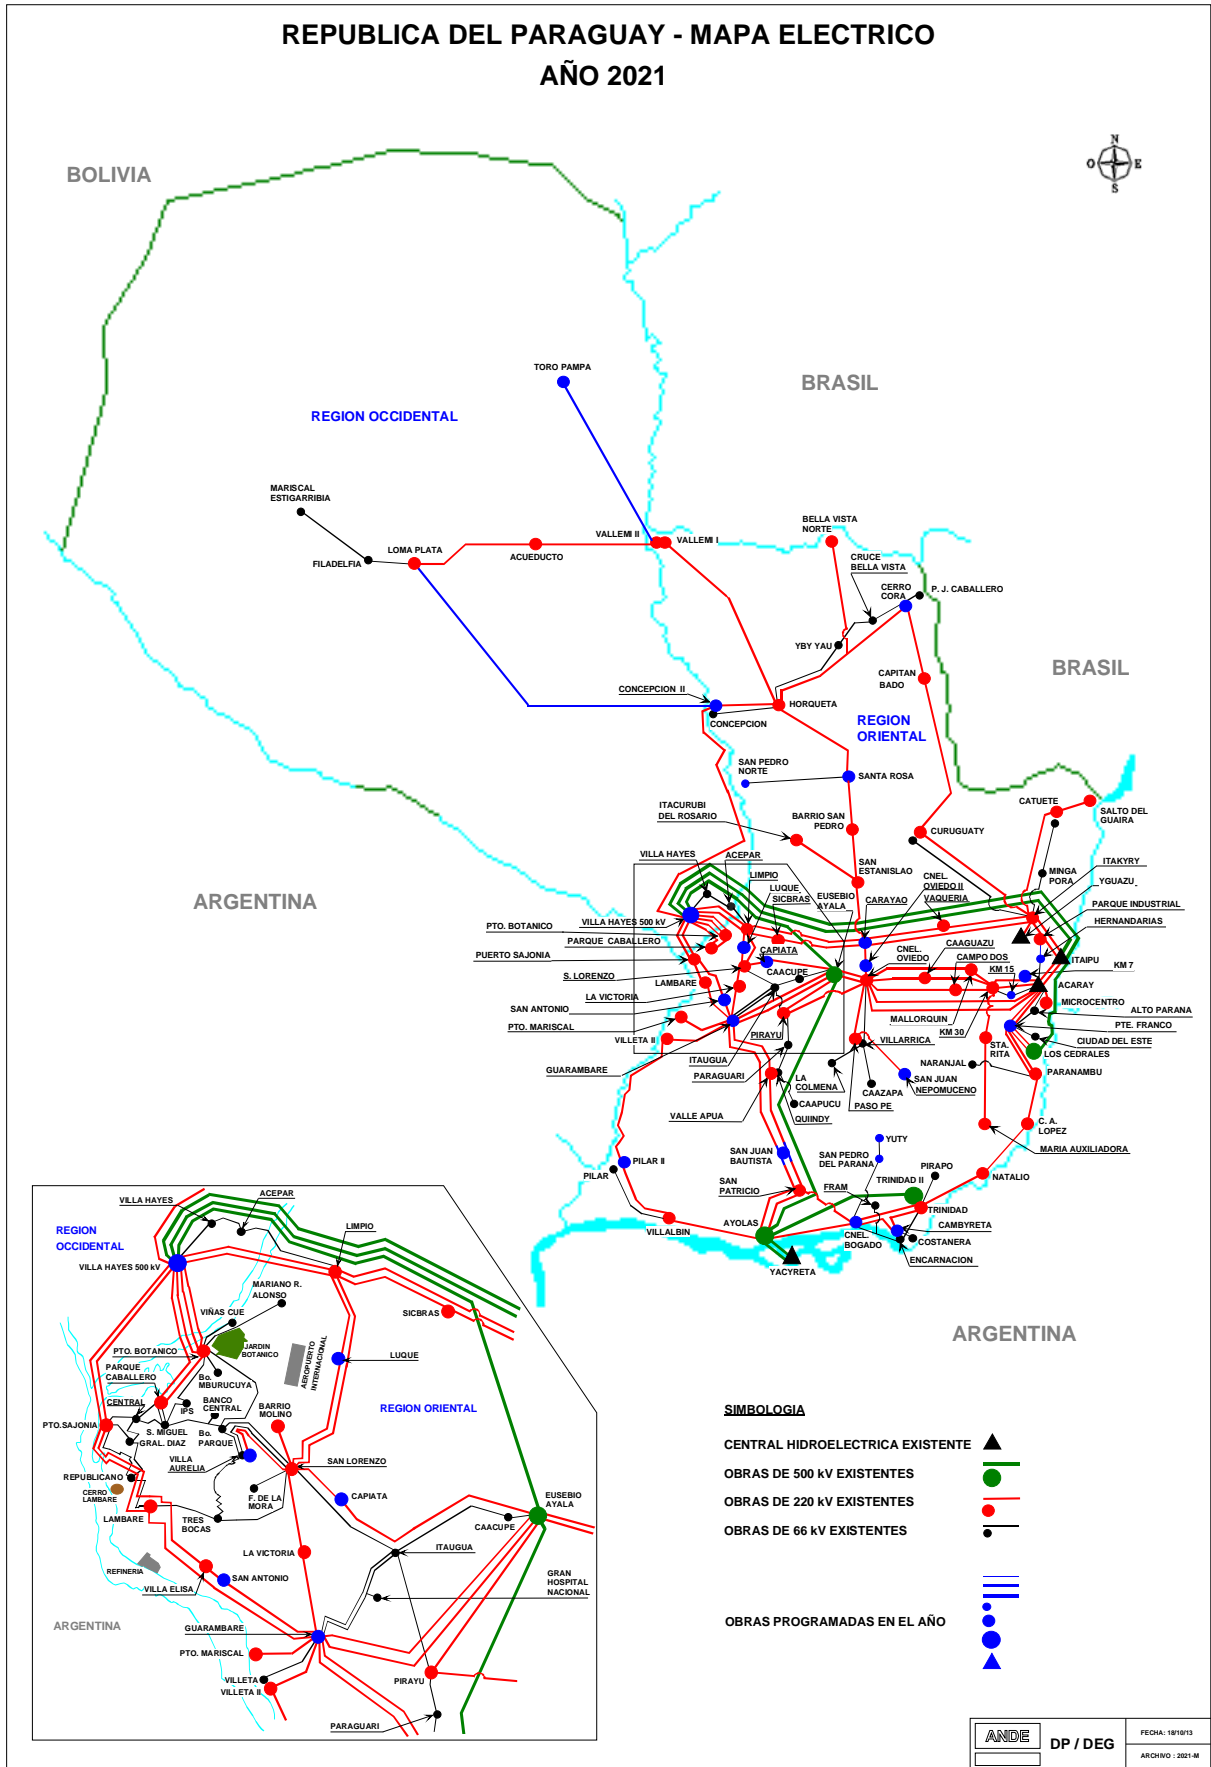 REPUBLICA DEL PARAGUAY - MAPA ELECTRICO
AÑO 2021
BOLIVIA
N
O
E
S
TORO PAMPA
BRASIL
REGION OCCIDENTAL
MARISCAL
ESTIGARRIBIA
BELLA VISTA
NORTE
VALLEMI II
VALLEMI I
LOMA PLATA
ACUEDUCTO
CRUCE
BELLA VISTA
FILADELFIA
CERRO
CORA
P. J. CABALLERO
YBY YAU
BRASIL
CAPITAN
BADO
CONCEPCION II
HORQUETA
CONCEPCION
REGION
ORIENTAL
SAN PEDRO
NORTE
SANTA ROSA
ITACURUBI
DEL ROSARIO
BARRIO SAN
PEDRO
CATUETE
SALTO DEL
GUAIRA
CURUGUATY
VILLA HAYES
ACEPAR
LIMPIO
SAN
ESTANISLAO
ITAKYRY
MINGA
PORA
YGUAZU
LUQUE
SICBRAS
EUSEBIO
AYALA
CNEL.
OVIEDO II
CARAYAO
VAQUERIA
PARQUE INDUSTRIAL
HERNANDARIAS
ARGENTINA
VILLA HAYES 500 kV
PTO. BOTANICO
PARQUE CABALLERO
CAPIATA
CNEL.
OVIEDO
CAAGUAZU
CAMPO DOS
ITAIPU
KM 7
PUERTO SAJONIA
CAACUPE
KM 15
S. LORENZO
LAMBARE
ACARAY
LA VICTORIA
MICROCENTRO
SAN ANTONIO
MALLORQUIN
ALTO PARANA
PTO. MARISCAL
KM 30
PTE. FRANCO
PIRAYU
VILLETA II
VILLARRICA
STA.
RITA
CIUDAD DEL ESTE
ITAUGUA
LOS CEDRALES
NARANJAL
GUARAMBARE
PARAGUARI
LA
COLMENA
PARANAMBU
SAN JUAN
NEPOMUCENO
CAAZAPA
CAAPUCU
VALLE APUA
QUIINDY
PASO PE
C. A.
LOPEZ
MARIA AUXILIADORA
YUTY
SAN JUAN
BAUTISTA
SAN PEDRO
DEL PARANA
PILAR II
PILAR
PIRAPO
NATALIO
TRINIDAD II
SAN
PATRICIO
FRAM
TRINIDAD
VILLALBIN
AYOLAS
CNEL.
BOGADO
CAMBYRETA
COSTANERA
ENCARNACION
YACYRETA
ARGENTINA
VILLA HAYES
ACEPAR
LIMPIO
REGION
OCCIDENTAL
VILLA HAYES 500 kV
MARIANO R.
ALONSO
VIÑAS CUE
SICBRAS
JARDIN
BOTANICO
AEROPUERTO
INTERNACIONAL
PTO. BOTANICO
LUQUE
PARQUE
CABALLERO
Bo.
MBURUCUYA
CENTRAL
IPS
BANCO
CENTRAL
BARRIO
MOLINO
REGION ORIENTAL
PTO.SAJONIA
S. MIGUEL
GRAL. DIAZ
Bo.
PARQUE
VILLA
AURELIA
SAN LORENZO
REPUBLICANO
CERRO
LAMBARE
F. DE LA
MORA
CAPIATA
EUSEBIO
AYALA
LAMBARE
TRES
BOCAS
CAACUPE
LA VICTORIA
ITAUGUA
REFINERIA
SAN ANTONIO
VILLA ELISA
GRAN
HOSPITAL
NACIONAL
ARGENTINA
GUARAMBARE
PTO. MARISCAL
VILLETA
VILLETA II
PIRAYU
PARAGUARI
SIMBOLOGIA
CENTRAL HIDROELECTRICA EXISTENTE
OBRAS DE 500 kV EXISTENTES
OBRAS DE 220 kV EXISTENTES
OBRAS DE 66 kV EXISTENTES
OBRAS PROGRAMADAS EN EL AÑO
ANDE
DP / DEG
FECHA: 18/10/13
ARCHIVO : 2021-M